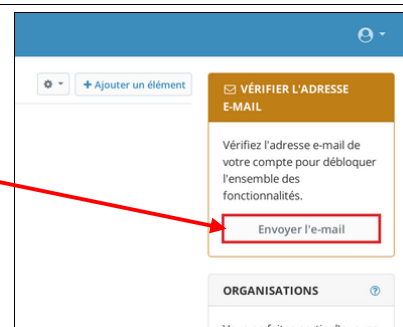 + Ajouter un élément
VÉRIFIER L'ADRESSE
E-MAIL
Vérifiez l'adresse e-mail de
votre compte pour débloquer
l'ensemble des
fonctionnalités.
Envoyer l'e-mail
ORGANISATIONS